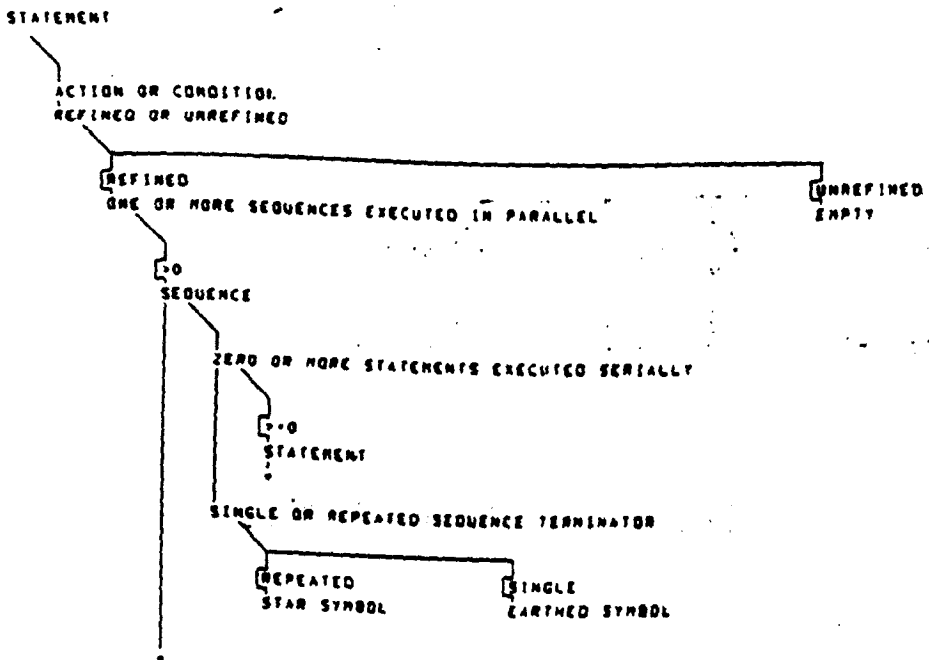 STATEMENT
ACTION OR CONDITION.
REFINED OR UNREFINED
REFINED
ONE OR MORE SEQUENCES EXECUTED IN PARALLEL
UNREFINED
EMPTY
>0
SEQUENCE
ZERO OR MORE STATEMENTS EXECUTED SERIALLY
>=0
STATEMENT
SINGLE OR REPEATED SEQUENCE TERMINATOR
REPEATED
STAR SYMBOL
SINGLE
EARTHED SYMBOL